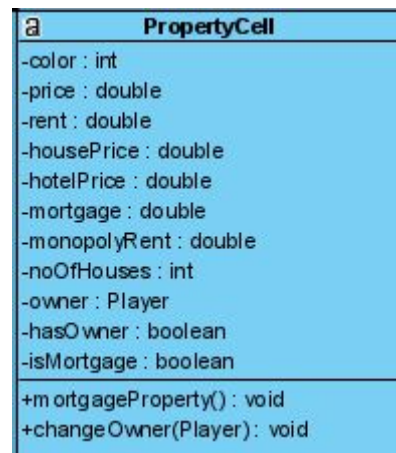 a PropertyCell
-color : int
-price : double
-rent : double
-housePrice : double
-hotelPrice : double
-mortgage : double
-monopolyRent : double
-noOfHouses : int
-owner : Player
-hasOwner : boolean
-isMortgage : boolean
+mortgageProperty() : void
+changeOwner(Player) : void